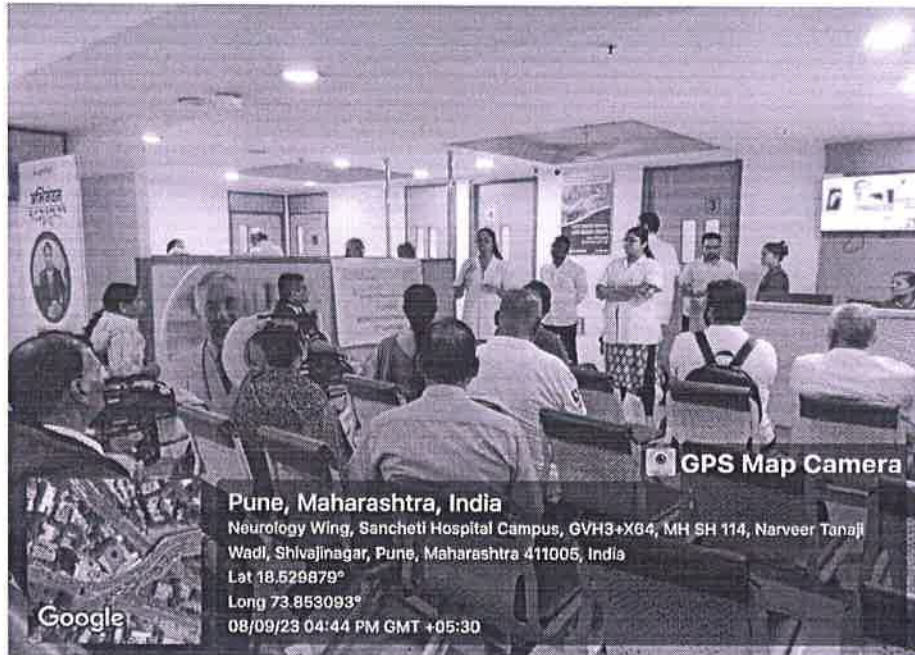 अभिवादन
GPS Map Camera
Pune, Maharashtra, India
Neurology Wing, Sancheti Hospital Campus, GVH3+X64, MH SH 114, Narveer Tanaji
Wadi, Shivajinagar, Pune, Maharashtra 411005, India
Lat 18.529879°
Long 73.853093°
08/09/23 04:44 PM GMT +05:30
Google